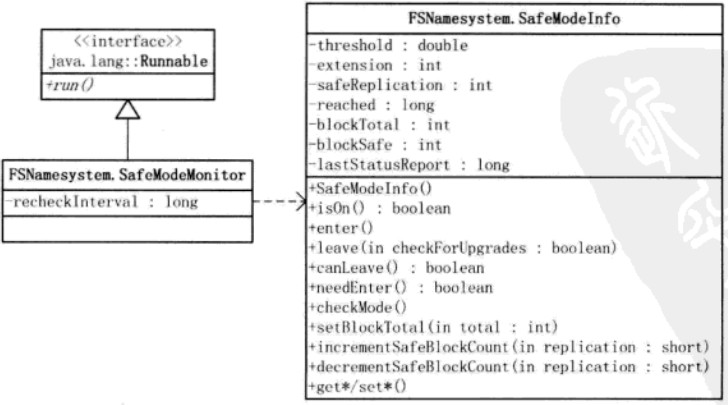 <<interface>>
java.lang::Runnable
+run()
FSNamesystem.SafeModeMonitor
-recheckInterval : long
FSNamesystem.SafeModeInfo
-threshold : double
-extension : int
-safeReplication : int
-reached : long
-blockTotal : int
-blockSafe : int
-lastStatusReport : long
+SafeModeInfo()
+isOn() : boolean
+enter()
+leave(in checkForUpgrades : boolean)
+canLeave() : boolean
+needEnter() : boolean
+checkMode()
+setBlockTotal(in total : int)
+incrementSafeBlockCount(in replication : short)
+decrementSafeBlockCount(in replication : short)
+get*/set*()